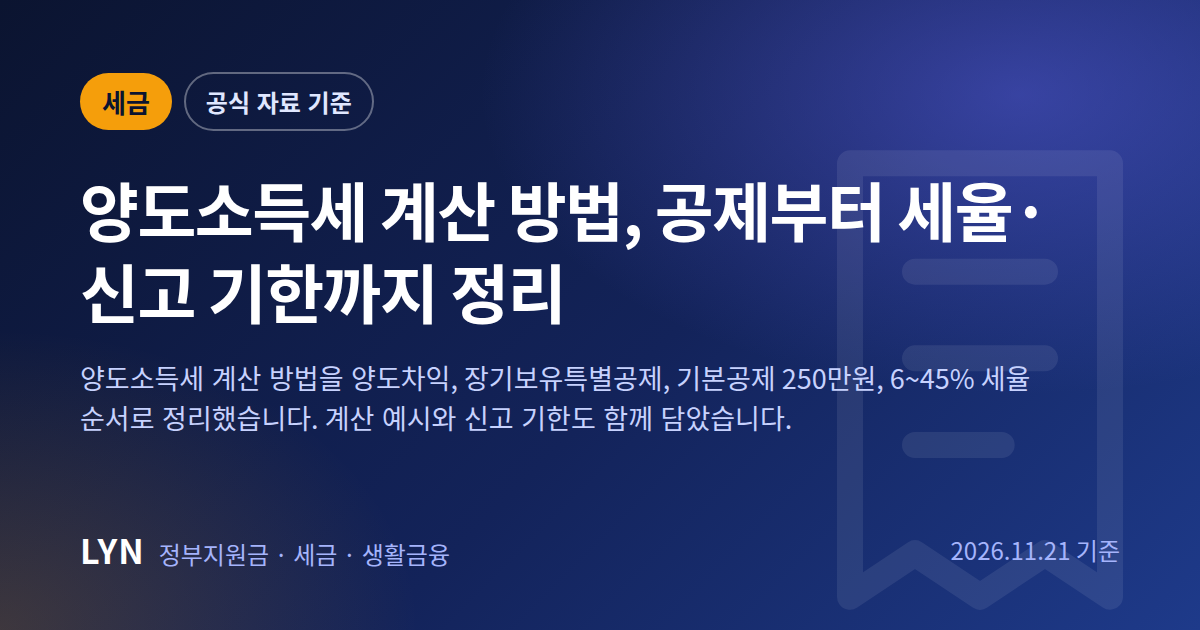 세금
공식 자료 기준
양도소득세 계산 방법, 공제부터 세율·
신고 기한까지 정리
양도소득세 계산 방법을 양도차익, 장기보유특별공제, 기본공제 250만원, 6~45% 세율
순서로 정리했습니다. 계산 예시와 신고 기한도 함께 담았습니다.
LYN 정부지원금 · 세금 · 생활금융
2026.11.21 기준